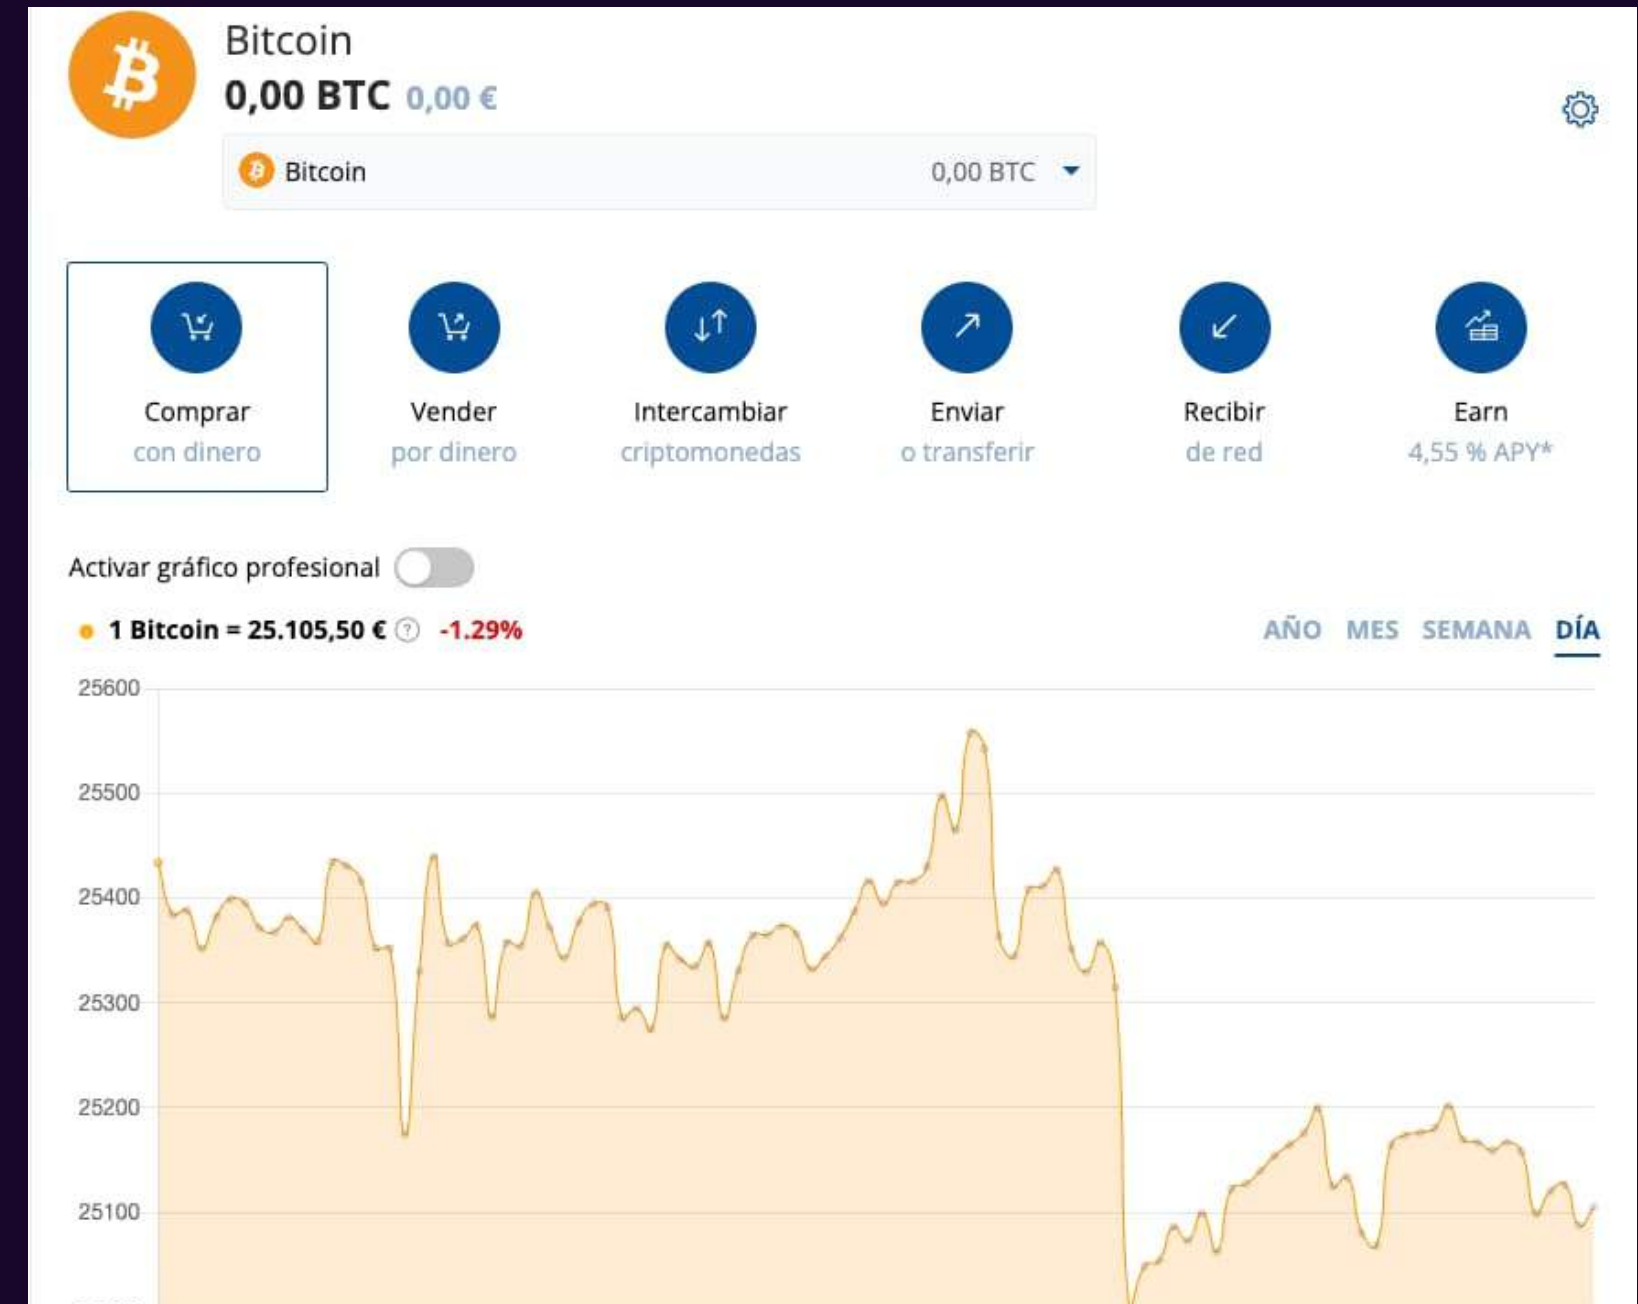 Bitcoin
0,00 BTC 0,00 €
Bitcoin 0,00 BTC
Comprar
con dinero
Vender
por dinero
Intercambiar
criptomonedas
Enviar
o transferir
Recibir
de red
Earn
4,55 % APY*
Activar gráfico profesional
1 Bitcoin = 25.105,50 € ? -1.29%
AÑO MES SEMANA DÍA
25600
25500
25400
25300
25200
25100